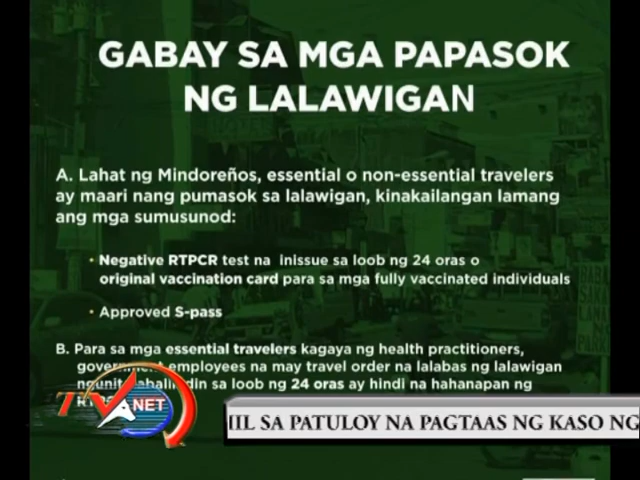 GABAY SA MGA PAPASOK
NG LALAWIGAN
A. Lahat ng Mindoreños, essential o non-essential travelers
ay maari nang pumasok sa lalawigan, kinakailangan lamang
ang mga sumusunod:
• Negative RTPCR test na inissue sa loob ng 24 oras o
original vaccination card para sa mga fully vaccinated individuals
• Approved S-pass
B. Para sa mga essential travelers kagaya ng health practitioners,
government employees na may travel order na lalabas ng lalawigan
din sa loob ng 24 oras ay hindi na hahanapan ng
TV NET
SA PATULOY NA PAGTAAS NG KASO NG